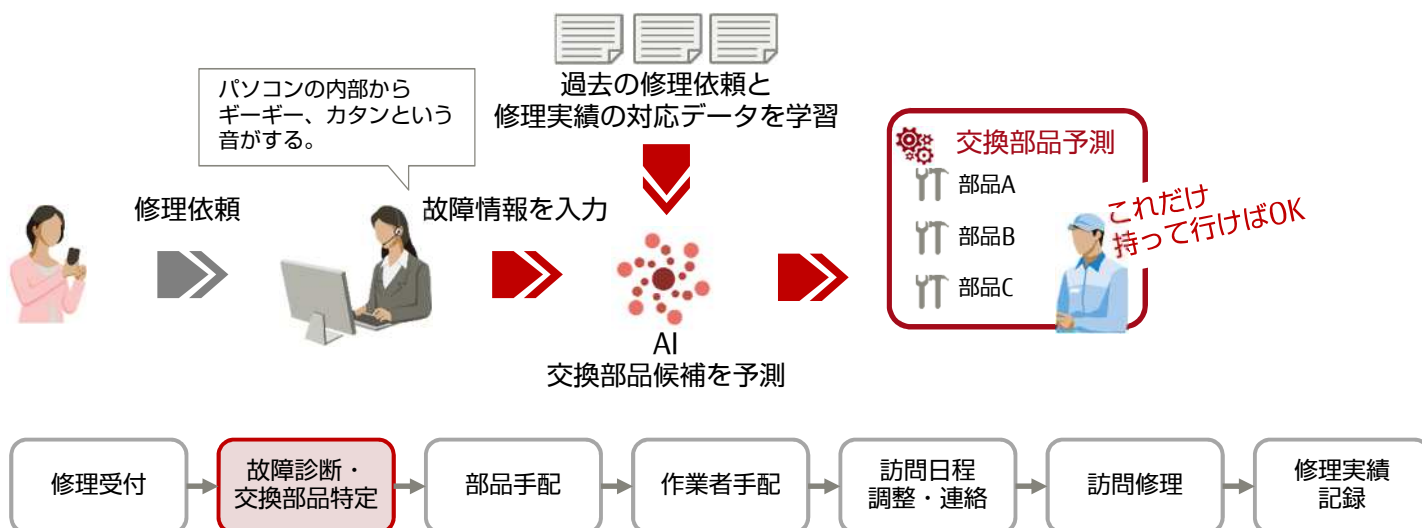 過去の修理依頼と
修理実績の対応データを学習
パソコンの内部から
ギーギー、カタンという
音がする。
修理依頼
故障情報を入力
AI
交換部品候補を予測
交換部品予測
部品A
部品B
部品C
これだけ
持って行けばOK
修理受付
故障診断・
交換部品特定
部品手配
作業者手配
訪問日程
調整・連絡
訪問修理
修理実績
記録